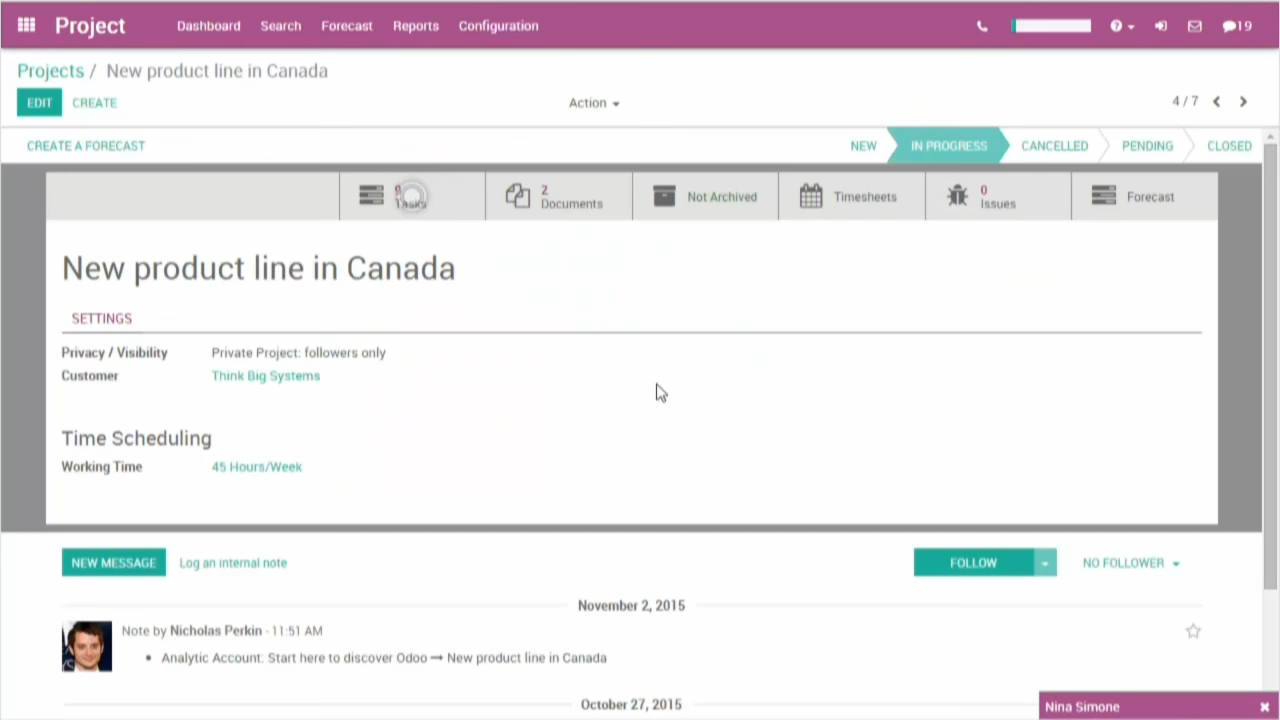 Project Dashboard Search Forecast Reports Configuration 19
Projects / New product line in Canada
EDIT CREATE Action 4 / 7
CREATE A FORECAST NEW IN PROGRESS CANCELLED PENDING CLOSED
Tasks
2 Documents
Not Archived
Timesheets
0 Issues
Forecast
New product line in Canada
SETTINGS
Privacy / Visibility Private Project: followers only
Customer Think Big Systems
Time Scheduling
Working Time 45 Hours/Week
NEW MESSAGE Log an internal note FOLLOW NO FOLLOWER
November 2, 2015
Note by Nicholas Perkin - 11:51 AM
• Analytic Account: Start here to discover Odoo → New product line in Canada
October 27, 2015
Nina Simone ×